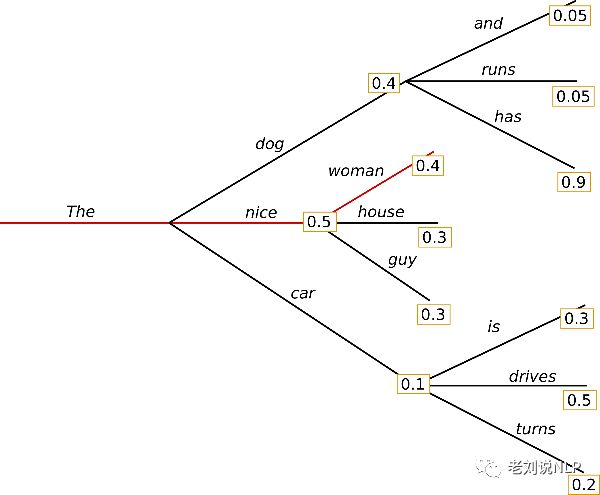 and
0.05
runs
0.4
0.05
has
dog
woman
0.4
0.9
The
nice
0.5
house
0.3
guy
car
0.3
is
0.3
0.1
drives
0.5
turns
老刘说NLP
0.2